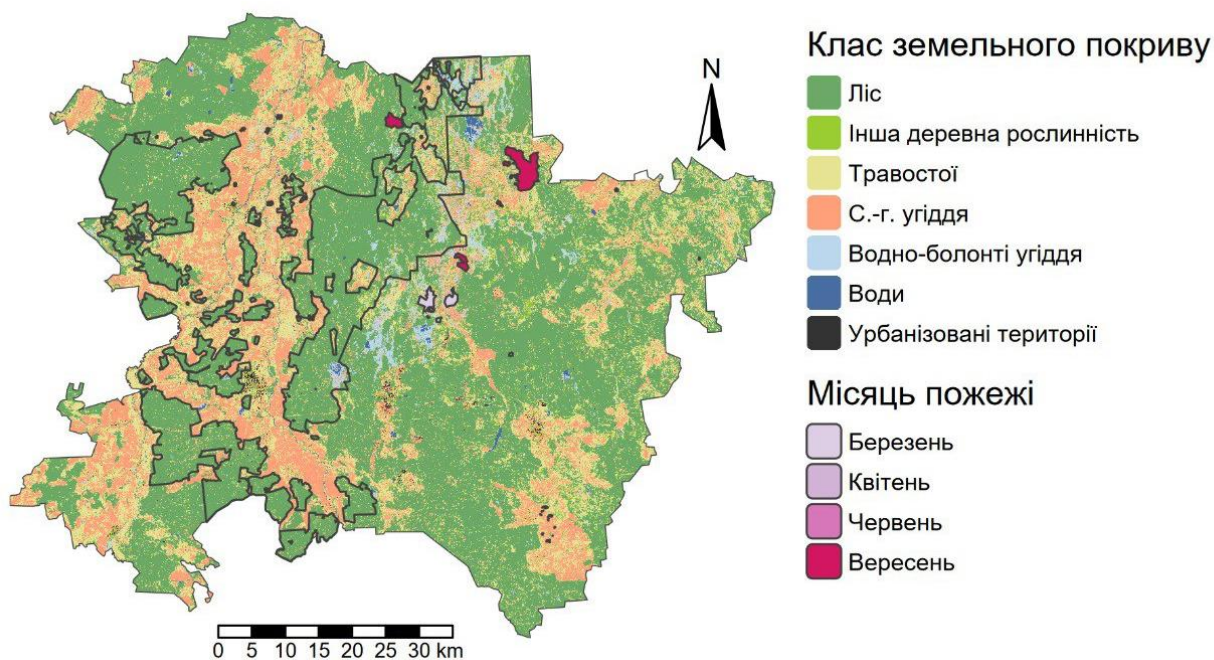 Клас земельного покриву
N
Ліс
Інша деревна рослинність
Травостої
С.-г. угіддя
Водно-болонті угіддя
Води
Урбанізовані території
Місяць пожежі
Березень
Квітень
Червень
Вересень
0 5 10 15 20 25 30 km